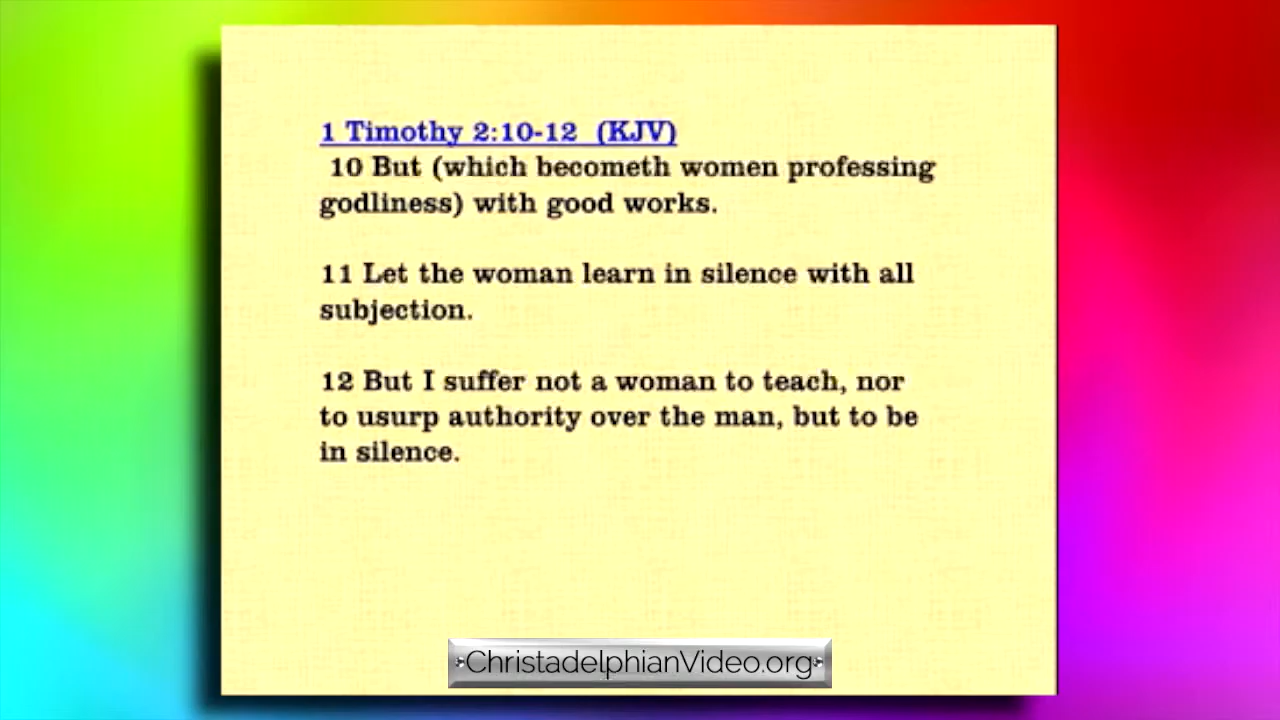 1 Timothy 2:10-12 (KJV)
10 But (which becometh women professing
godliness) with good works.
11 Let the woman learn in silence with all
subjection.
12 But I suffer not a woman to teach, nor
to usurp authority over the man, but to be
in silence.
ChristadelphianVideo.org